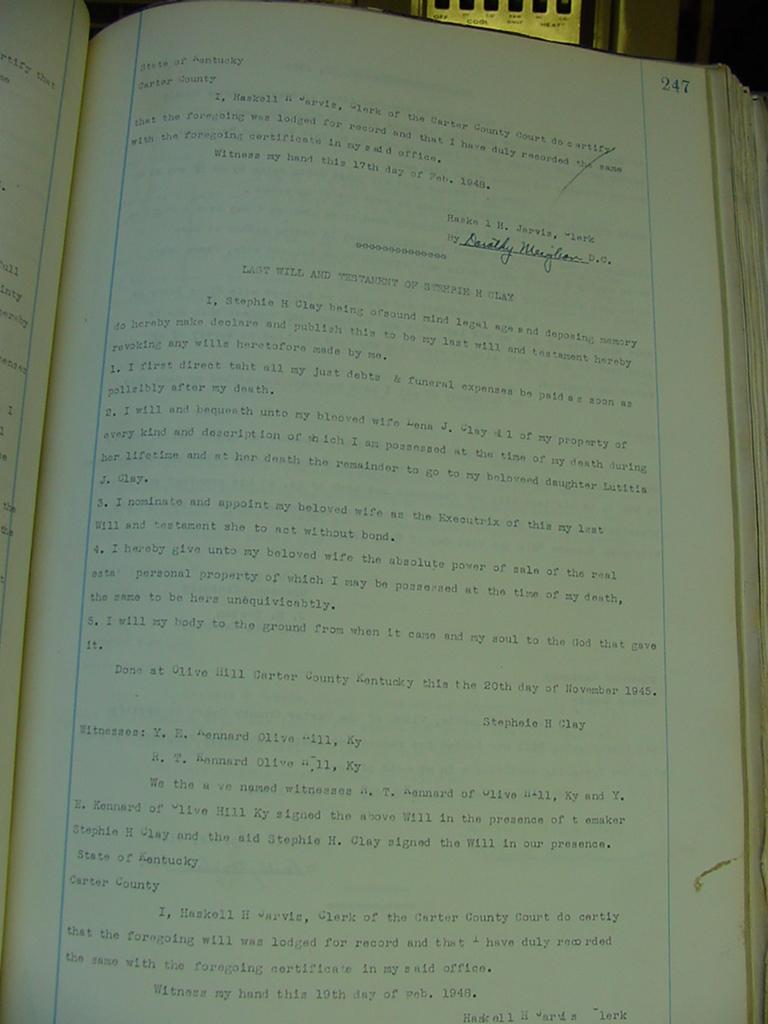 247
State of Kentucky
Carter County
I, Haskell H Jarvis, Clerk of the Carter County Court do certify
that the foregoing was lodged for record and that I have duly recorded the same
with the foregoing certificate in my said office.
Witness my hand this 17th day of Feb. 1948.
Haskell H. Jarvis, Clerk
By Dorothy Meighan D.C.
oooooooooooooo
LAST WILL AND TESTAMENT OF STEPHIE H CLAY
I, Stephie H Clay being ofsound mind legal age and deposing memory
do hereby make declare and publish this to be my last will and testament hereby
revoking any wills heretofore made by me.
1. I first direct taht all my just debts & funeral expenses be paid as soon as
pollsibly after my death.
2. I will and bequeath unto my bleoved wife Lena J. Clay all of my property of
every kind and description of which I am possessed at the time of my death during
her lifetime and at her death the remainder to go to my beloveed daughter Lutitia
J. Clay.
3. I nominate and appoint my beloved wife as the Executrix of this my last
Will and testament she to act without bond.
4. I hereby give unto my beloved wife the absolute power of sale of the real
esta personal property of which I may be possessed at the time of my death,
the same to be hers unequivicabtly.
5. I will my body to the ground from when it came and my soul to the God that gave
it.
Done at Olive Hill Carter County Kentucky this the 20th day of November 1945.
Stepheie H Clay
Witnesses: Y. E. Kennard Olive Hill, Ky
R. T. Kennard Olive Hill, Ky
We the a ve named witnesses R. T. Kennard of Olive Hill, Ky and Y.
E. Kennard of Olive Hill Ky signed the above Will in the presence of t emaker
Stephie H Clay and the aid Stephie H. Clay signed the Will in our presence.
State of Kentucky
Carter County
I, Haskell H Jarvis, Clerk of the Carter County Court do certiy
that the foregoing will was lodged for record and that I have duly recorded
the same with the foregoing certificate in my said office.
Witness my hand this 19th day of Feb. 1948.
Haskell H Jarvis Clerk